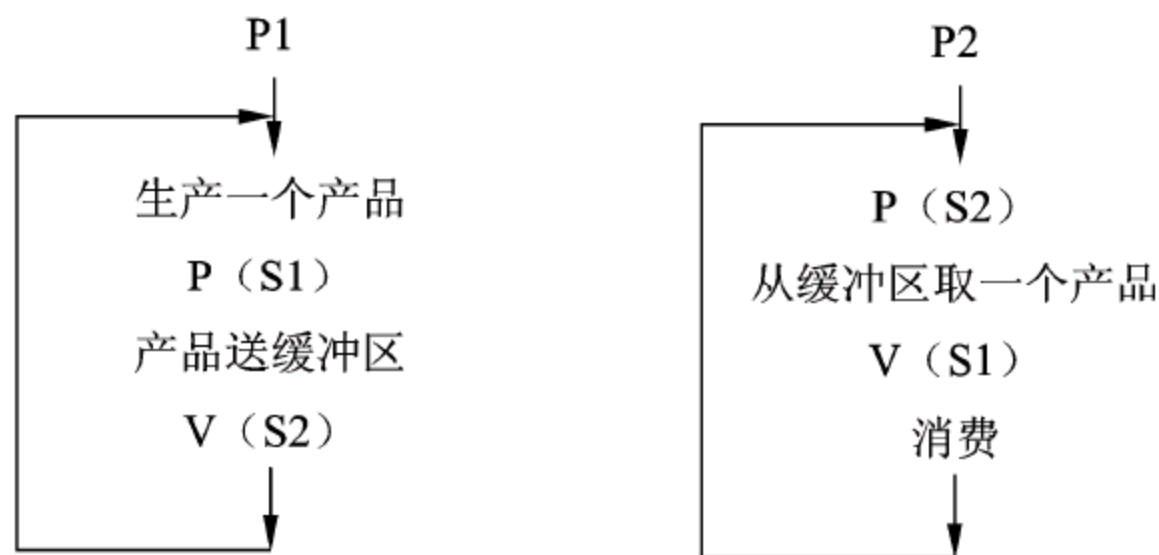 P1
生产一个产品
P（S1）
产品送缓冲区
V（S2）
P2
P（S2）
从缓冲区取一个产品
V（S1）
消费